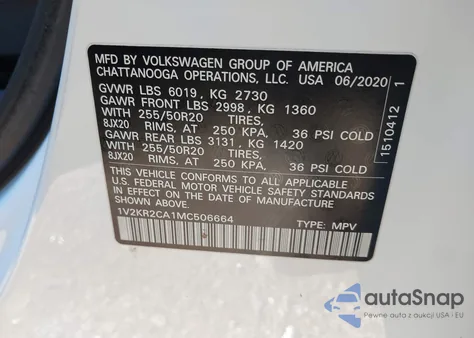 MFD BY VOLKSWAGEN GROUP OF AMERICA
CHATTANOOGA OPERATIONS, LLC. USA 06/2020
GVWR LBS 6019, KG 2730
GAWR FRONT LBS 2998, KG 1360
WITH 255/50R20 TIRES,
8JX20 RIMS, AT 250 KPA, 36 PSI COLD
GAWR REAR LBS 3131, KG 1420
WITH 255/50R20 TIRES,
8JX20 RIMS, AT 250 KPA, 36 PSI COLD
THIS VEHICLE CONFORMS TO ALL APPLICABLE
U.S. FEDERAL MOTOR VEHICLE SAFETY STANDARDS
IN EFFECT ON THE DATE OF MANUFACTURE
SHOWN ABOVE.
1V2KR2CA1MC506664 TYPE: MPV
1510412 1
autoSnap
Pewne auta z USA i EU